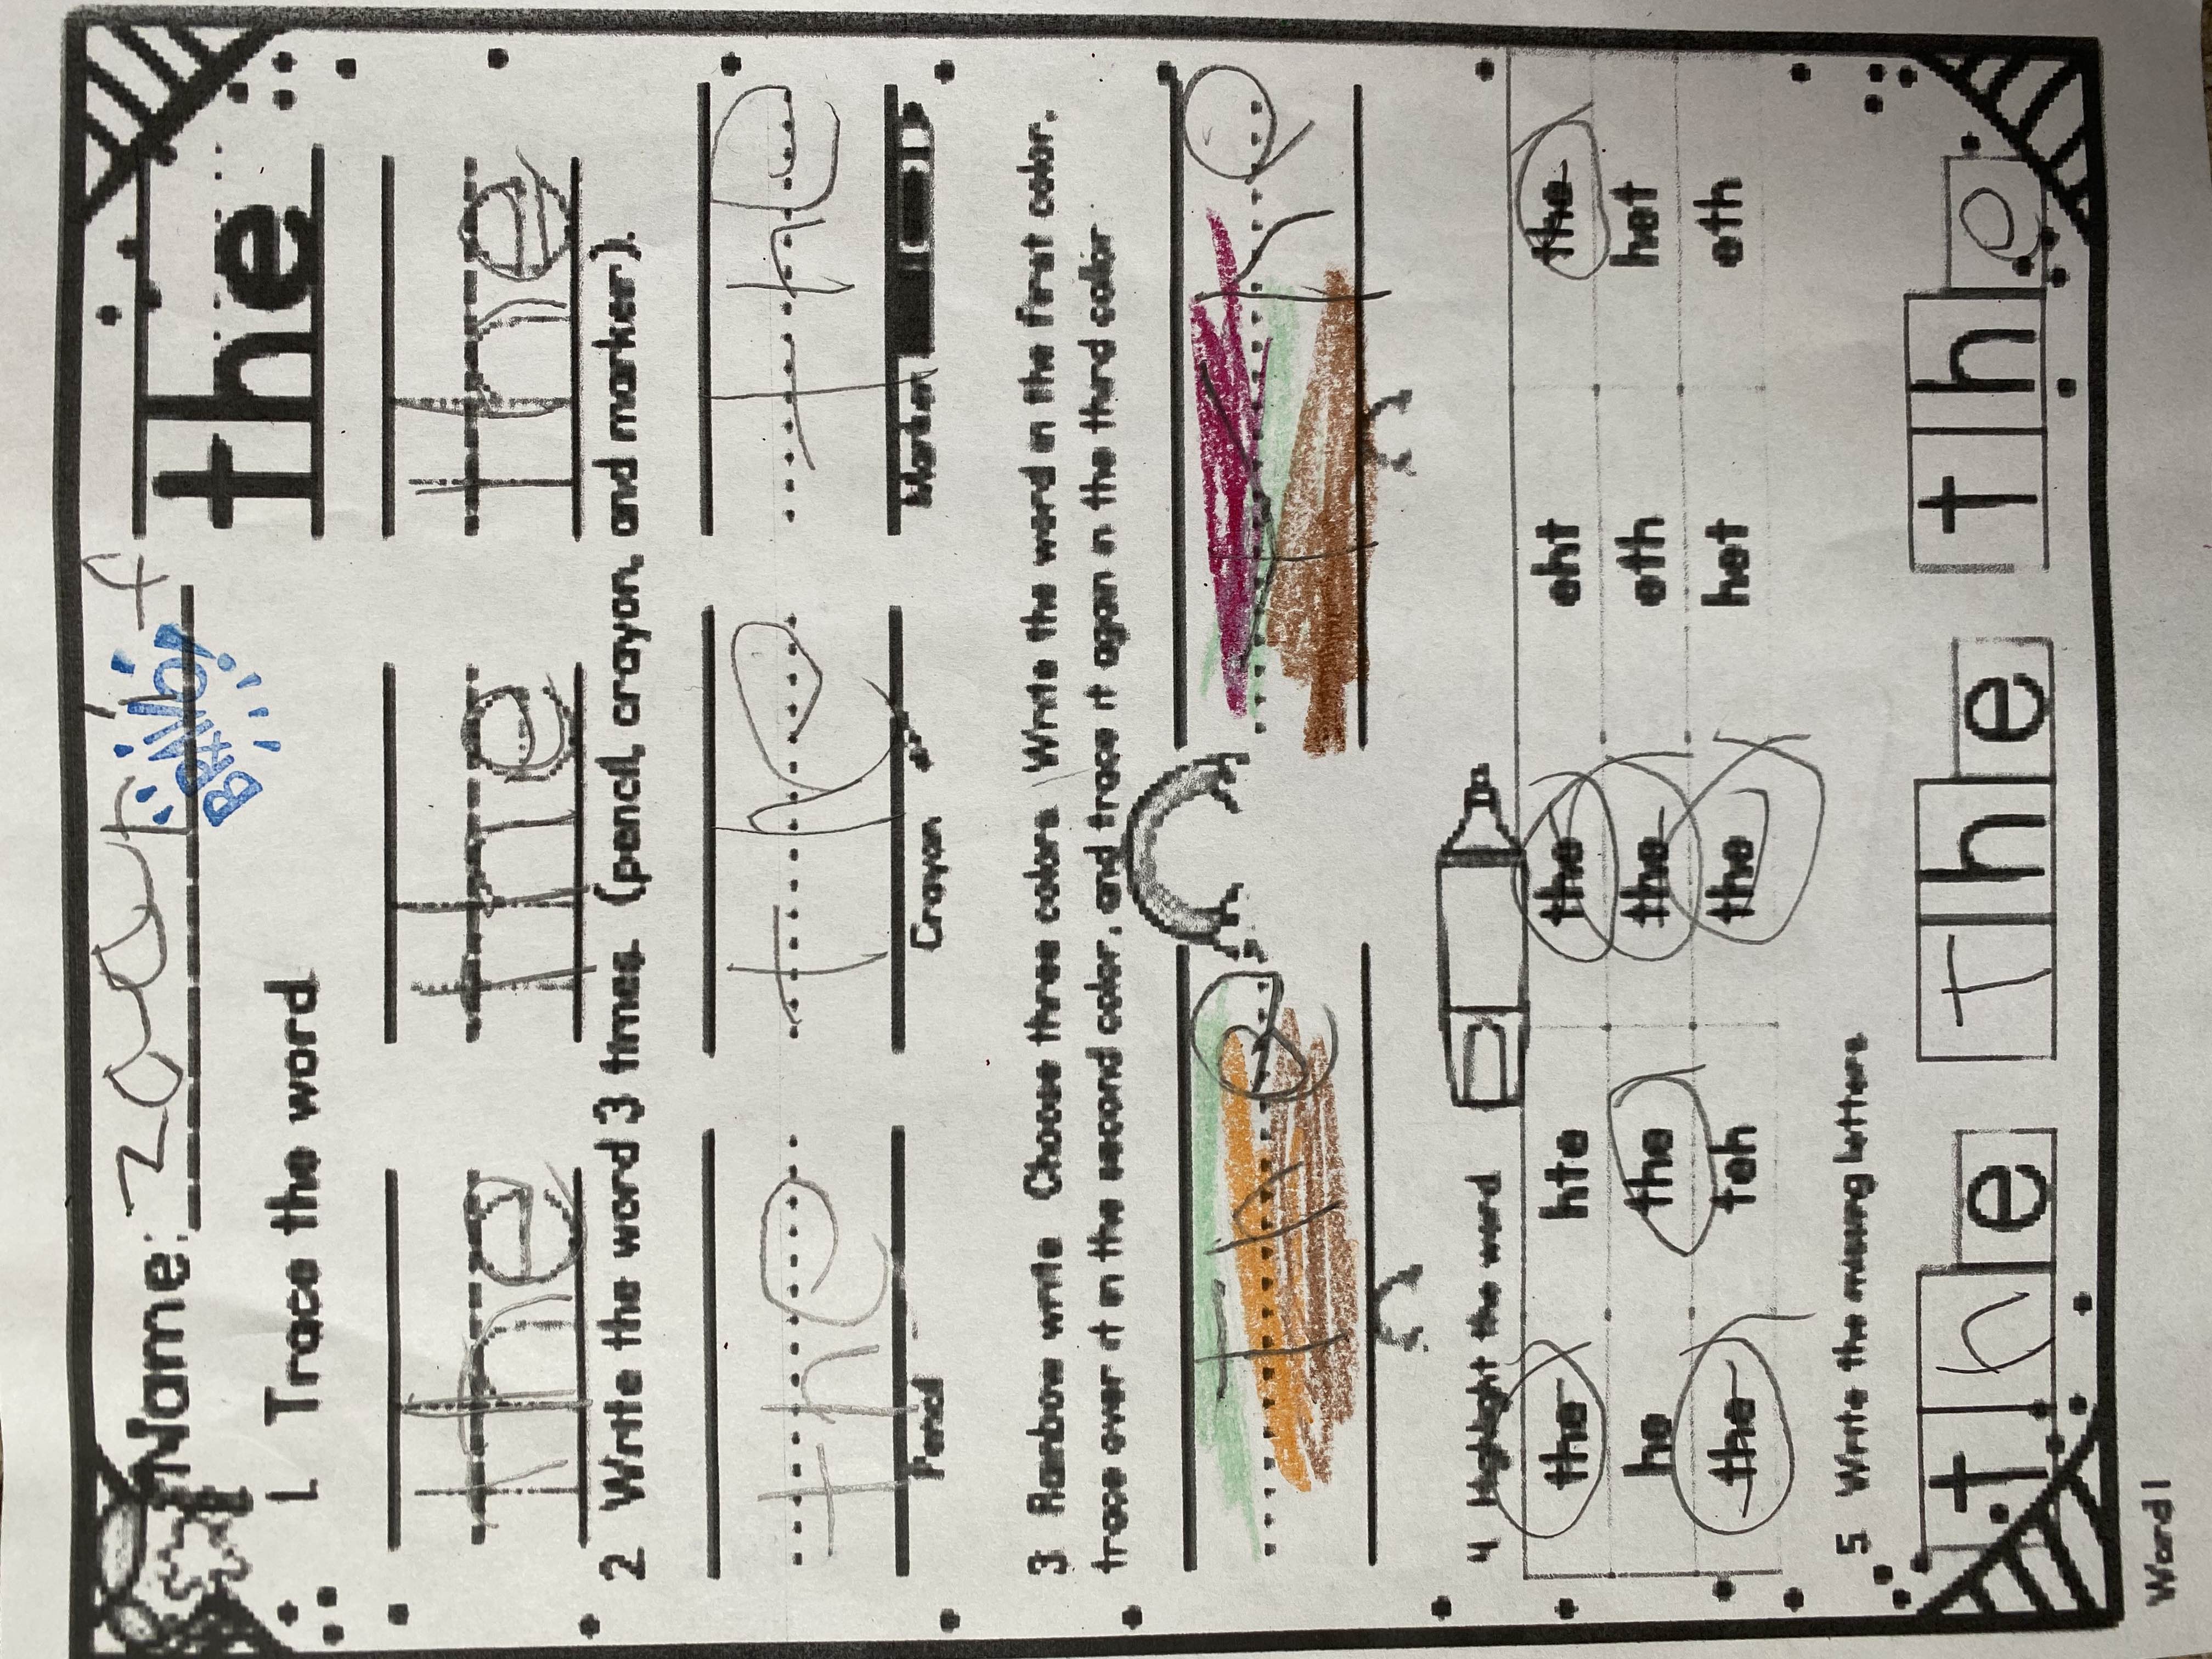 Name:
BRAVO!
the
1. Trace the word
the the the
2 Write the word 3 times. (pencil, crayon, and marker).
the the the
Pencil Crayon Marker
3 Rainbow write Choose three colors Write the word in the first color,
trace over it in the second color, and trace it again in the third collor
the the
4 Highlight the word
the hte the eht the
he the the eth het
the teh the het eth
5 Write the missing letters
the The the
Word 1